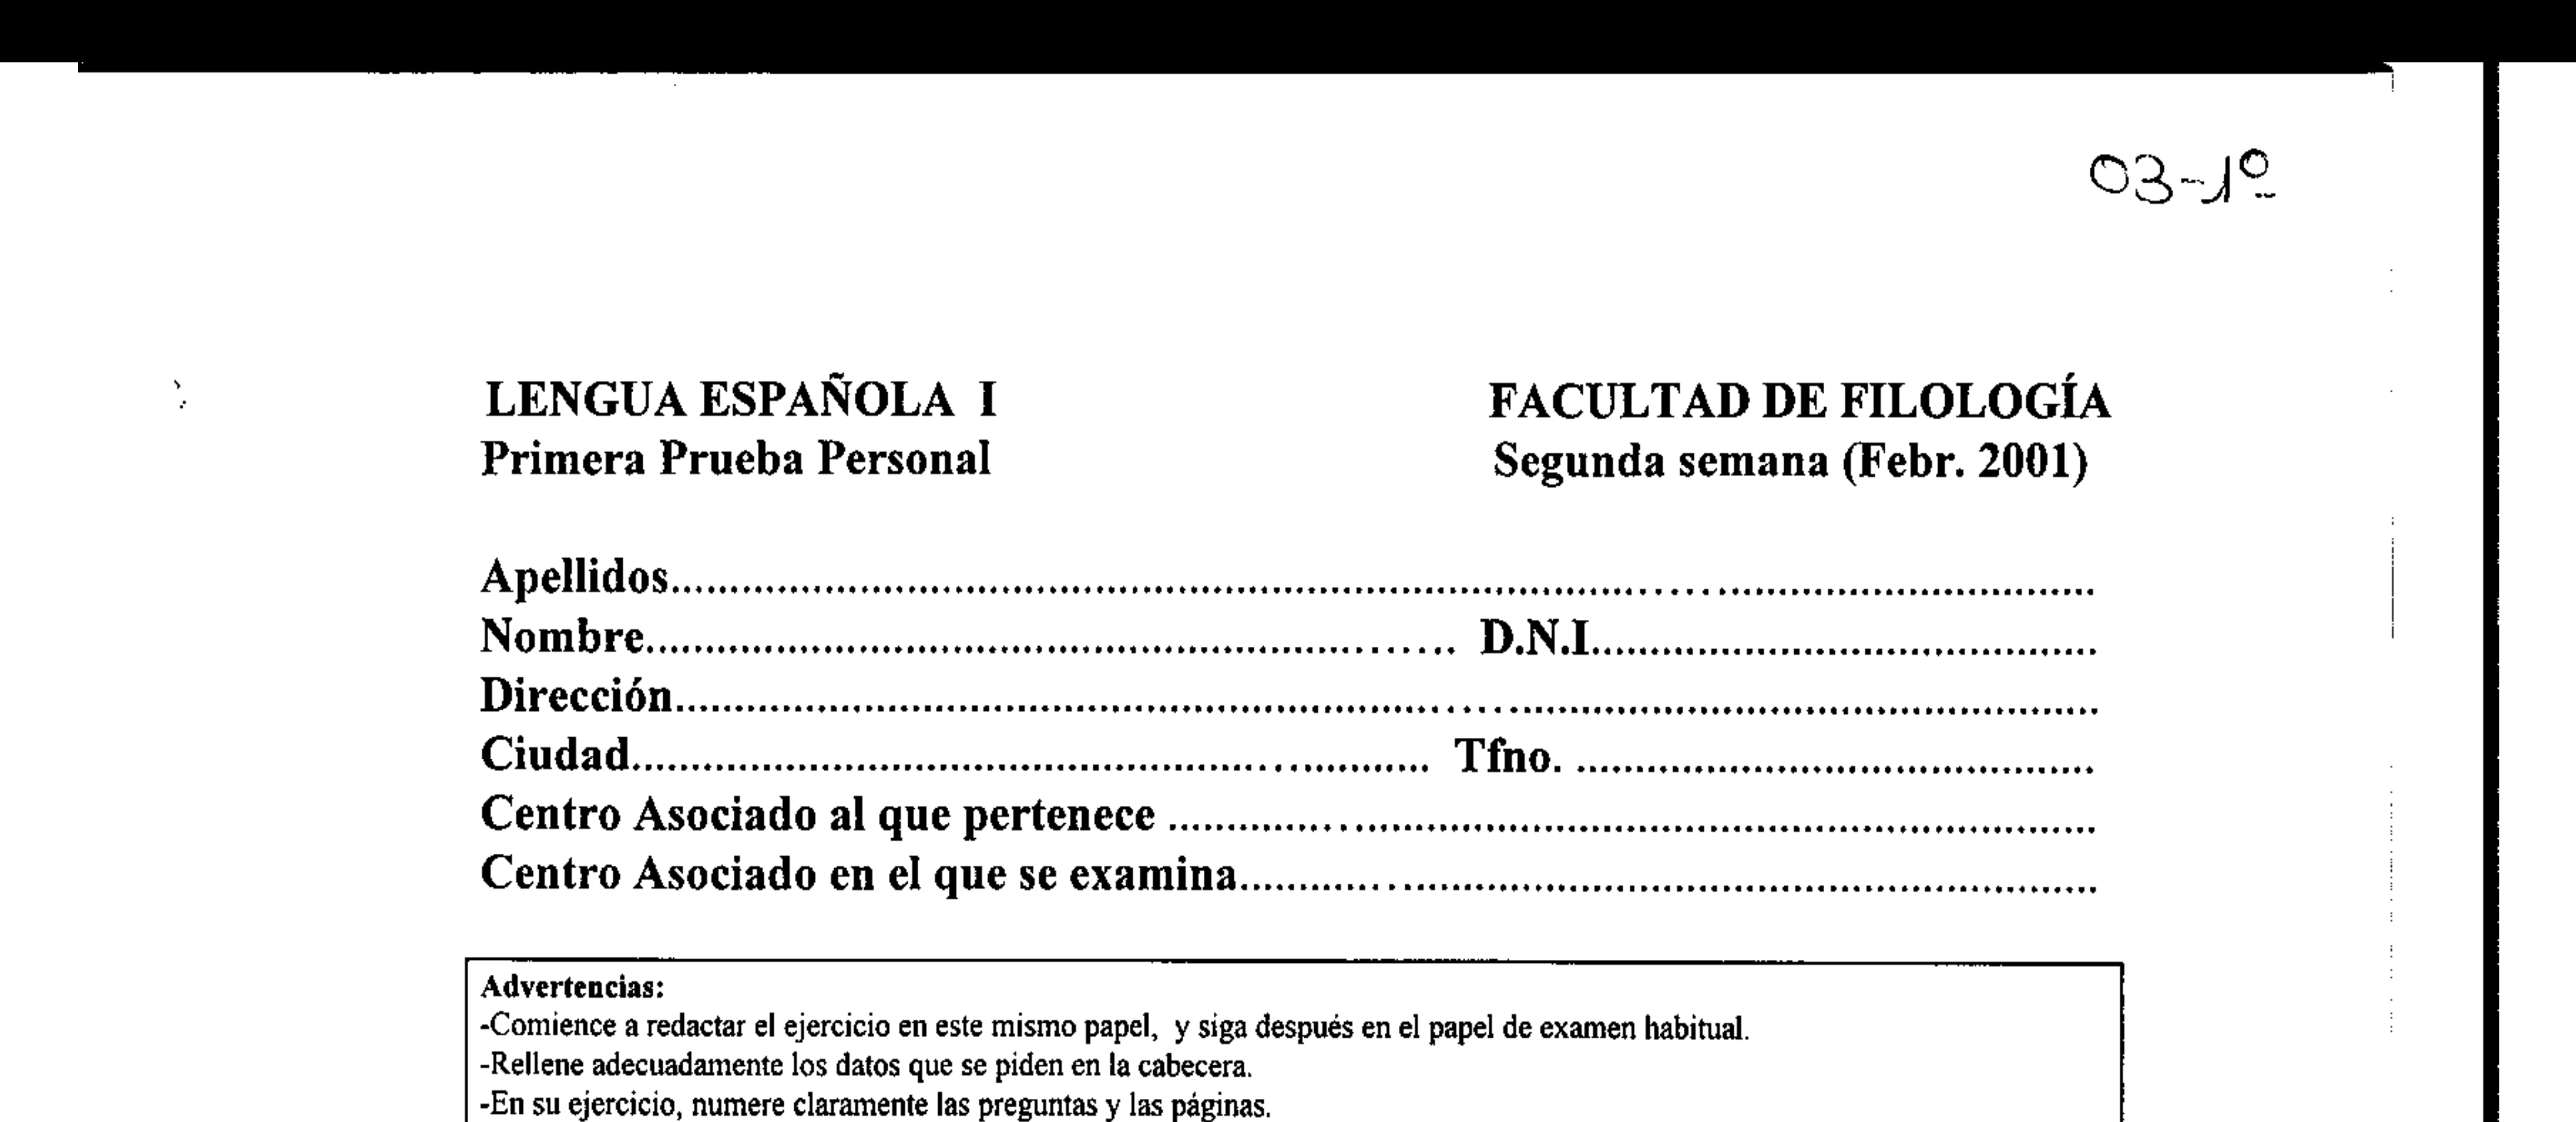 03-1º
LENGUA ESPAÑOLA I FACULTAD DE FILOLOGÍA
Primera Prueba Personal Segunda semana (Febr. 2001)
Apellidos..............................................................................................................
Nombre.................................................................... D.N.I...........................................
Dirección..............................................................................................................
Ciudad.................................................................... Tfno. ............................................
Centro Asociado al que pertenece ..............................................................................
Centro Asociado en el que se examina........................................................................
Advertencias:
-Comience a redactar el ejercicio en este mismo papel, y siga después en el papel de examen habitual.
-Rellene adecuadamente los datos que se piden en la cabecera.
-En su ejercicio, numere claramente las preguntas y las páginas.